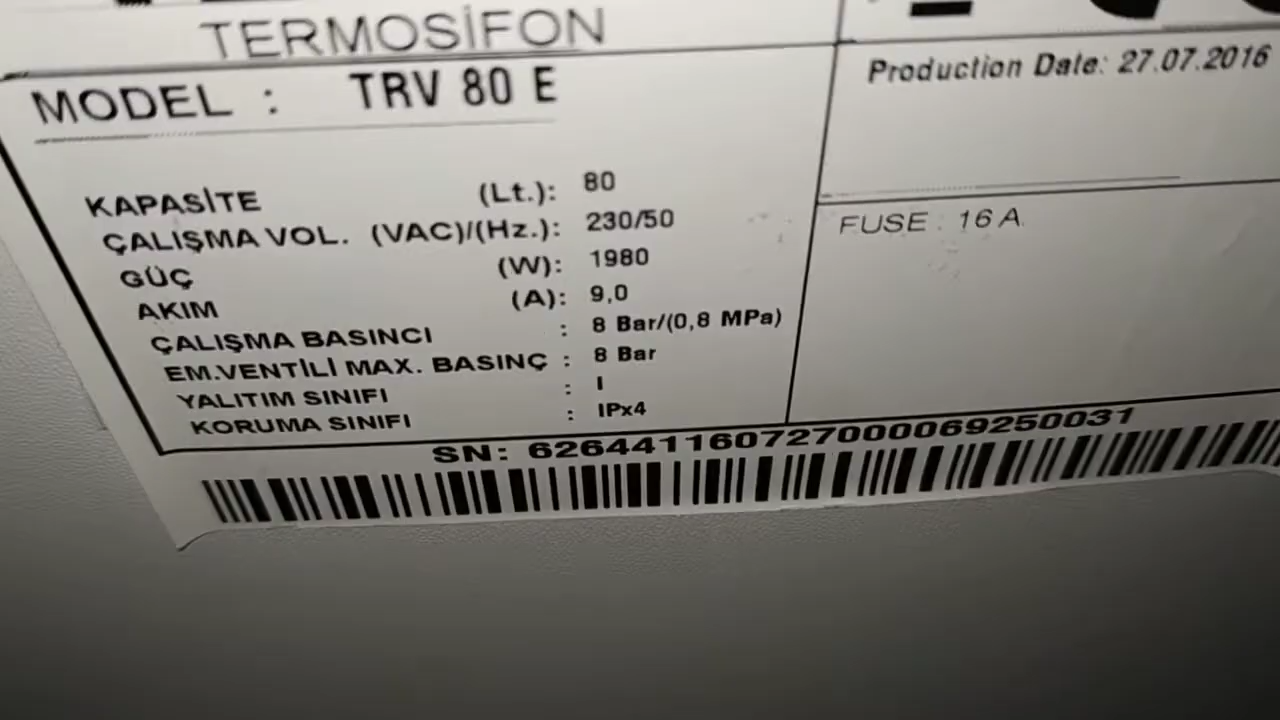 TERMOSİFON
MODEL : TRV 80 E
Production Date: 27.07.2016
KAPASİTE (Lt.): 80
ÇALIŞMA VOL. (VAC)/(Hz.): 230/50
GÜÇ (W): 1980
AKIM (A): 9,0
ÇALIŞMA BASINCI : 8 Bar/(0,8 MPa)
EM.VENTİLİ MAX. BASINÇ : 8 Bar
YALITIM SINIFI : I
KORUMA SINIFI : IPx4
FUSE : 16 A.
SN: 626441160727000069250031